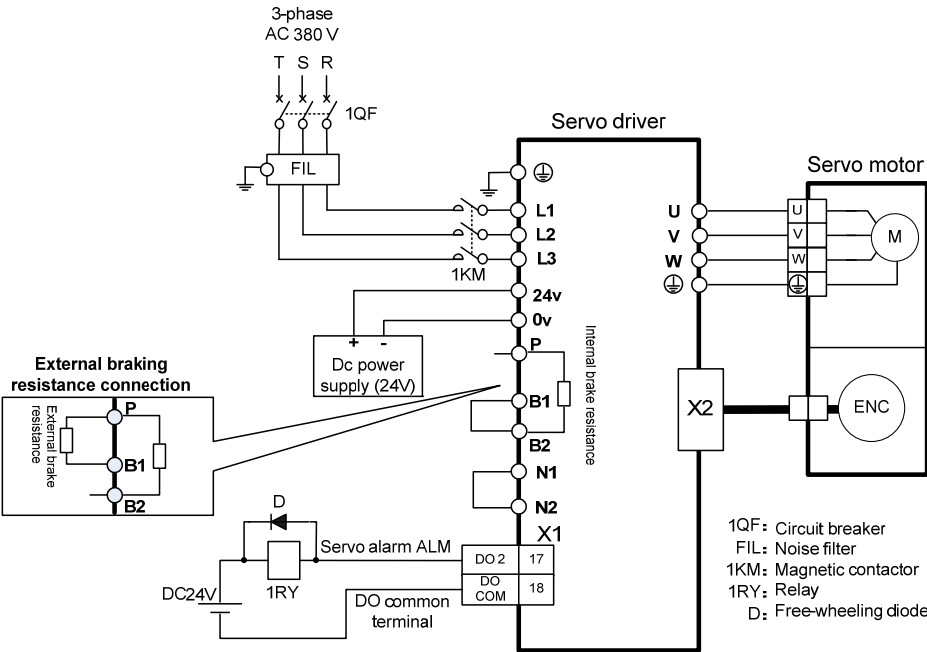 3-phase
AC 380 V
T S R
1QF
FIL
Servo driver
Servo motor
L1
L2
L3
1KM
24v
0v
+ -
Dc power
supply (24V)
P
B1
B2
N1
N2
Internal brake resistance
U
V
W
U
V
W
M
X2
ENC
External braking
resistance connection
External brake
resistance
P
B1
B2
D
Servo alarm ALM
1RY
DC24V
DO common
terminal
X1
DO 2 17
DO
COM 18
1QF: Circuit breaker
FIL: Noise filter
1KM: Magnetic contactor
1RY: Relay
D: Free-wheeling diode